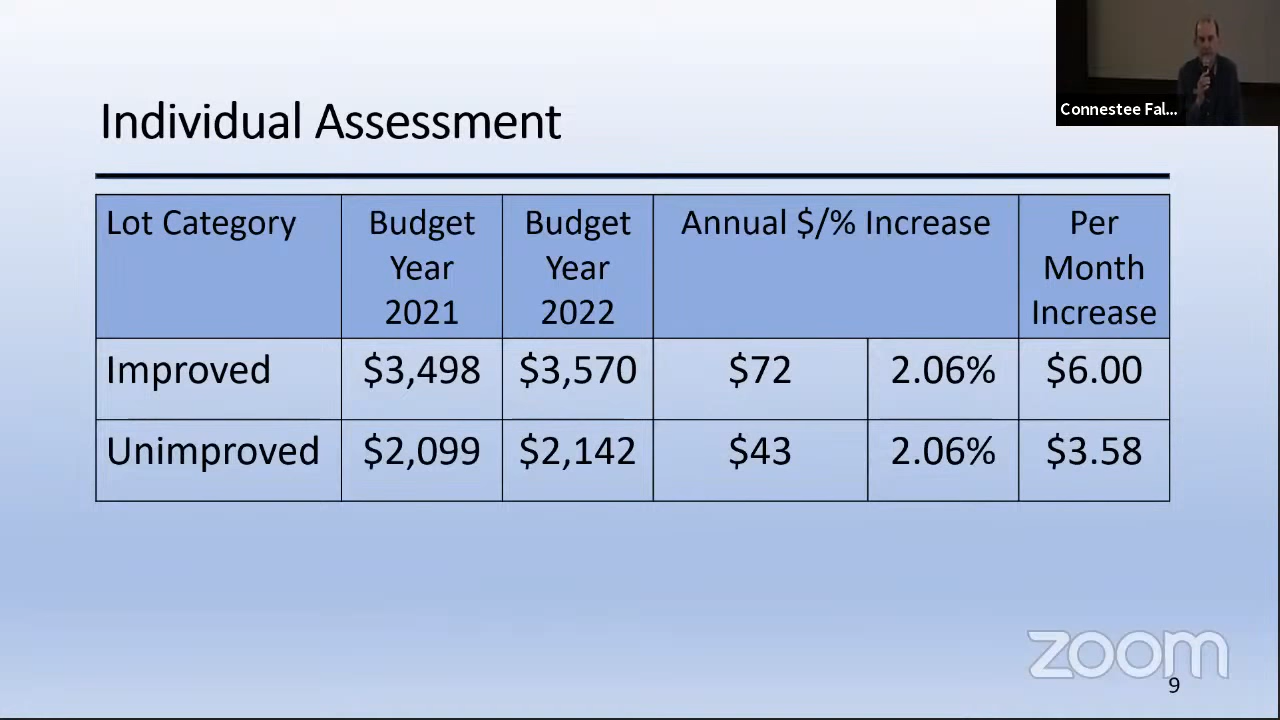 Connestee Fal...
Individual Assessment
Lot Category
Budget
Year
2021
Budget
Year
2022
Annual $/% Increase
Per
Month
Increase
Improved
$3,498
$3,570
$72
2.06%
$6.00
Unimproved
$2,099
$2,142
$43
2.06%
$3.58
zoom
9